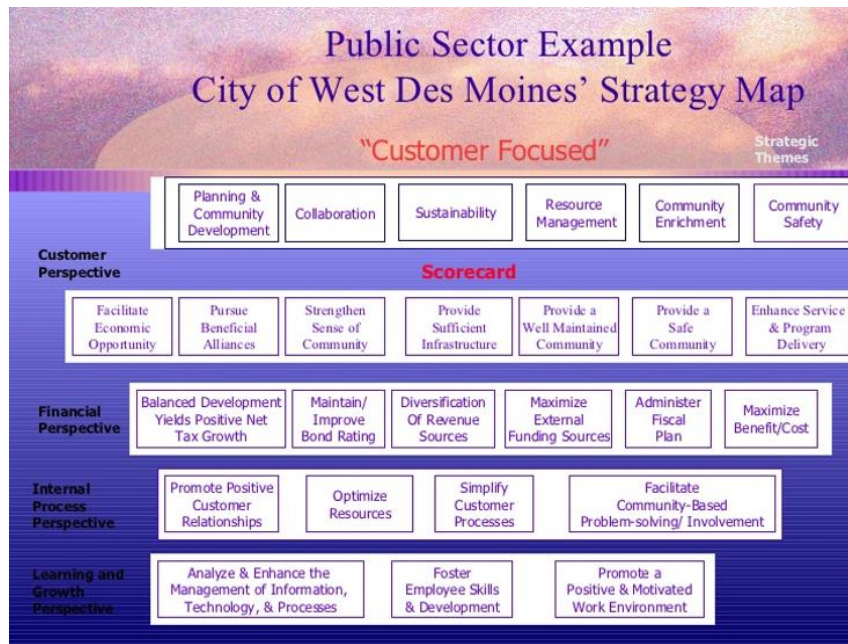 Public Sector Example
City of West Des Moines' Strategy Map
"Customer Focused"
Strategic
Themes
Planning &
Community
Development
Collaboration
Sustainability
Resource
Management
Community
Enrichment
Community
Safety
Customer
Perspective
Scorecard
Facilitate
Economic
Opportunity
Pursue
Beneficial
Alliances
Strengthen
Sense of
Community
Provide
Sufficient
Infrastructure
Provide a
Well Maintained
Community
Provide a
Safe
Community
Enhance Service
& Program
Delivery
Financial
Perspective
Balanced Development
Yields Positive Net
Tax Growth
Maintain/
Improve
Bond Rating
Diversification
Of Revenue
Sources
Maximize
External
Funding Sources
Administer
Fiscal
Plan
Maximize
Benefit/Cost
Internal
Process
Perspective
Promote Positive
Customer
Relationships
Optimize
Resources
Simplify
Customer
Processes
Facilitate
Community-Based
Problem-solving/ Involvement
Learning and
Growth
Perspective
Analyze & Enhance the
Management of Information,
Technology, & Processes
Foster
Employee Skills
& Development
Promote a
Positive & Motivated
Work Environment